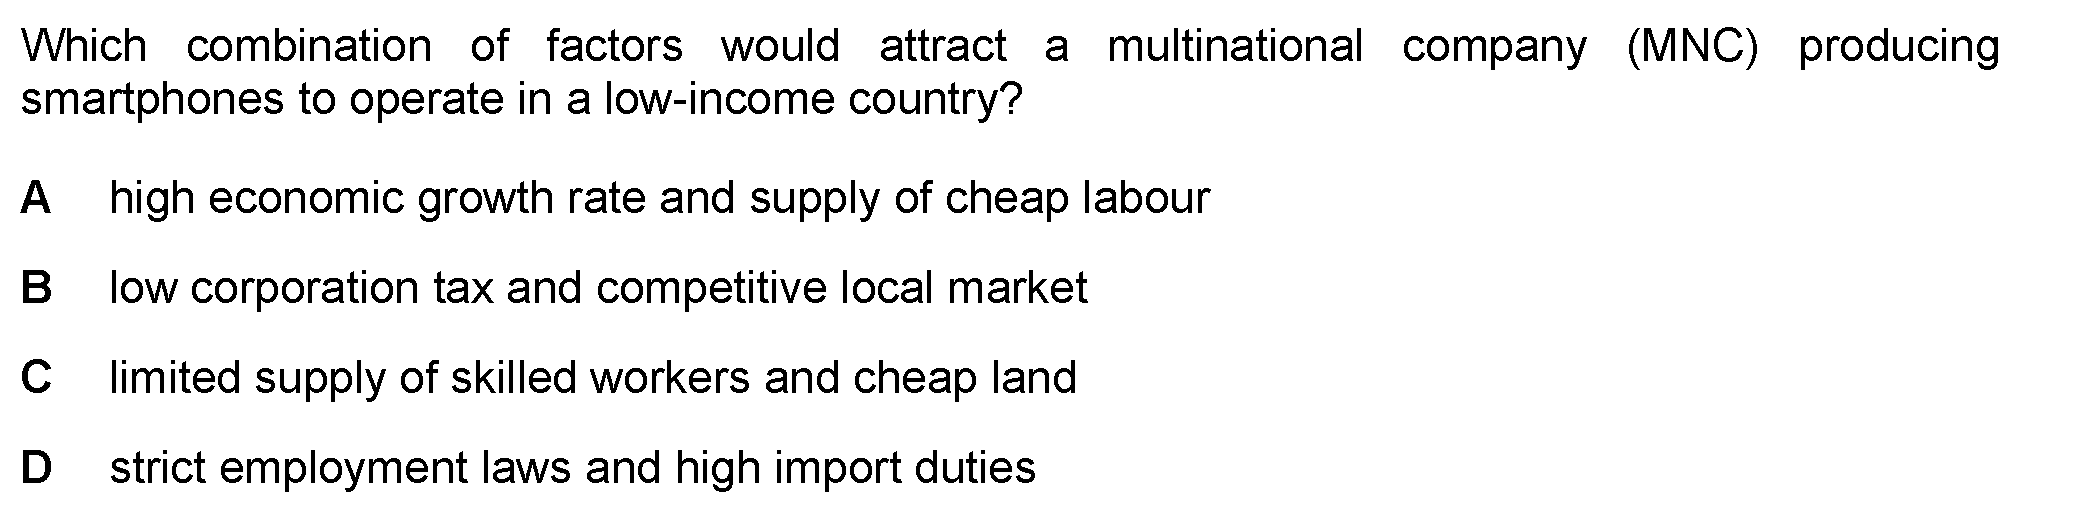 Which combination of factors would attract a multinational company (MNC) producing
smartphones to operate in a low-income country?
A high economic growth rate and supply of cheap labour
B low corporation tax and competitive local market
C limited supply of skilled workers and cheap land
D strict employment laws and high import duties